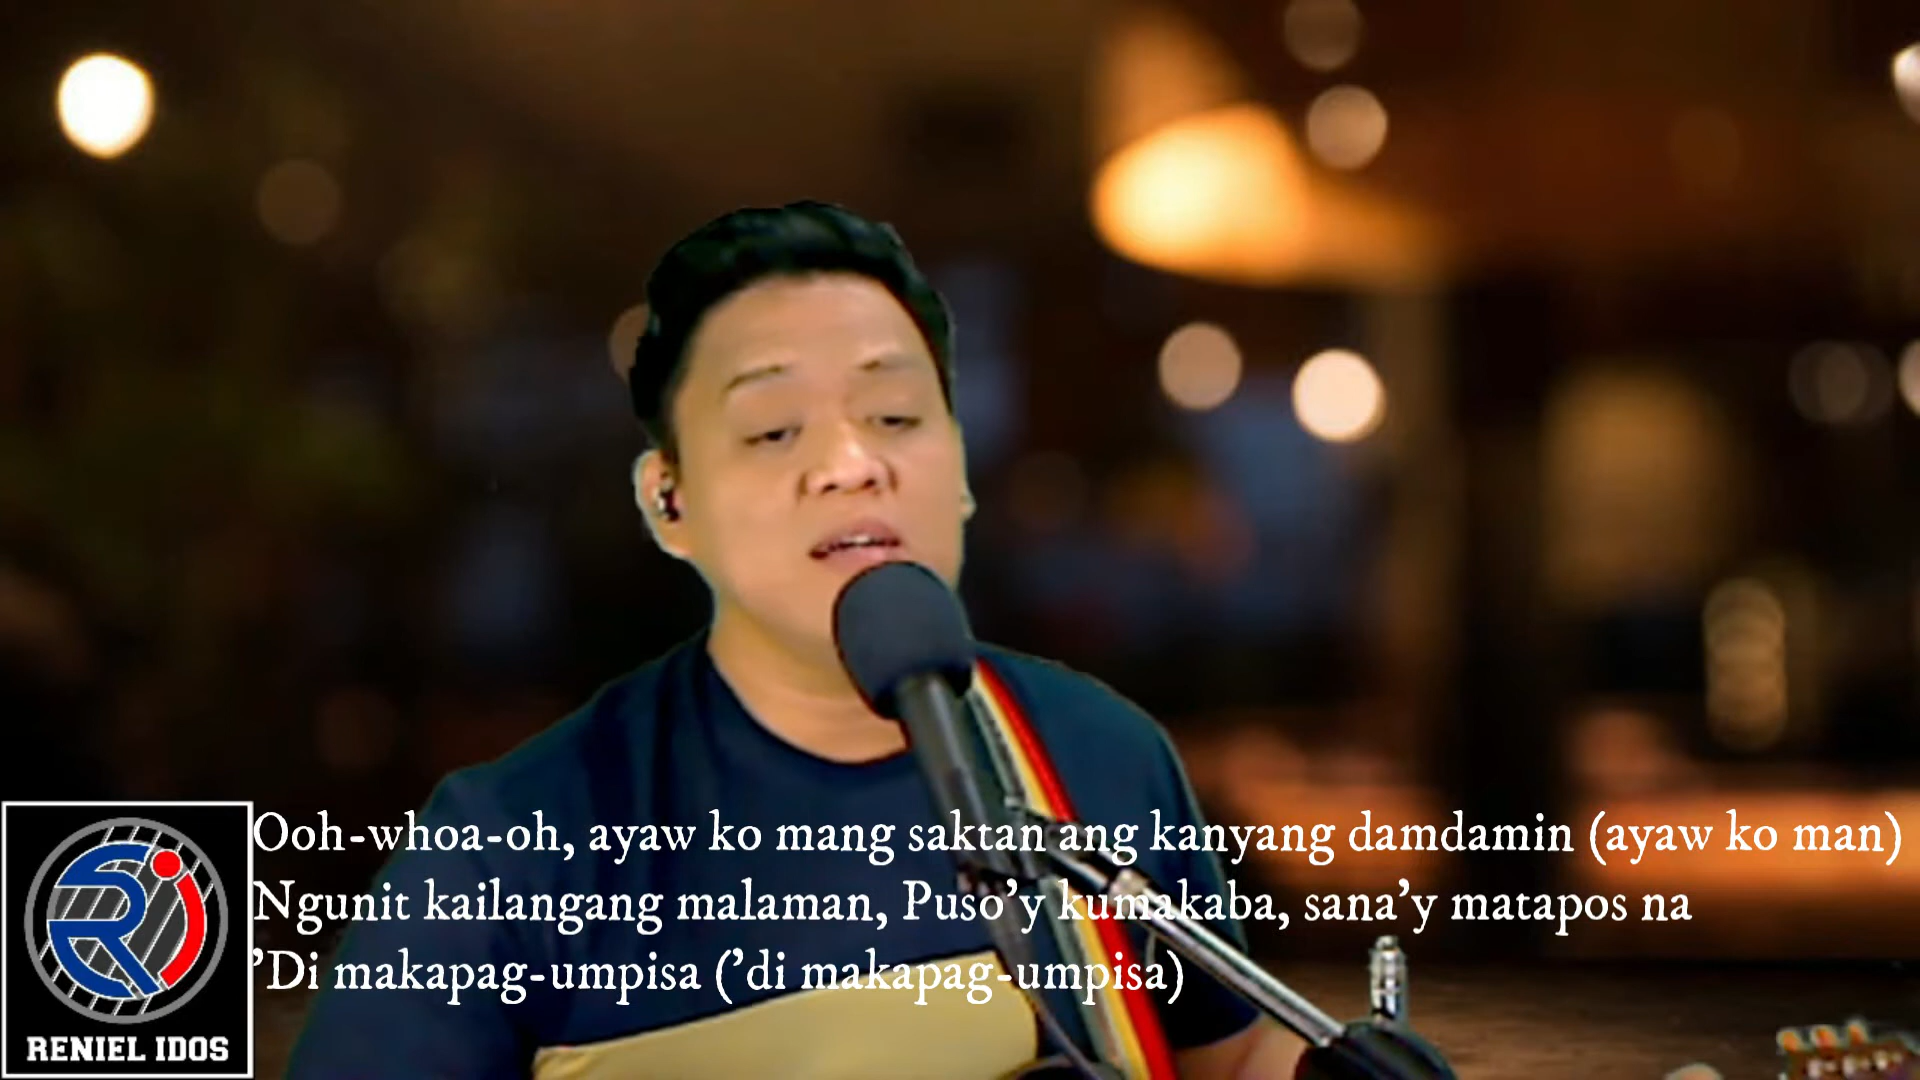 Ooh-whoa-oh, ayaw ko mang saktan ang kanyang damdamin (ayaw ko man)
Ngunit kailangang malaman, Puso'y kumakaba, sana'y matapos na
'Di makapag-umpisa ('di makapag-umpisa)
RENIEL IDOS